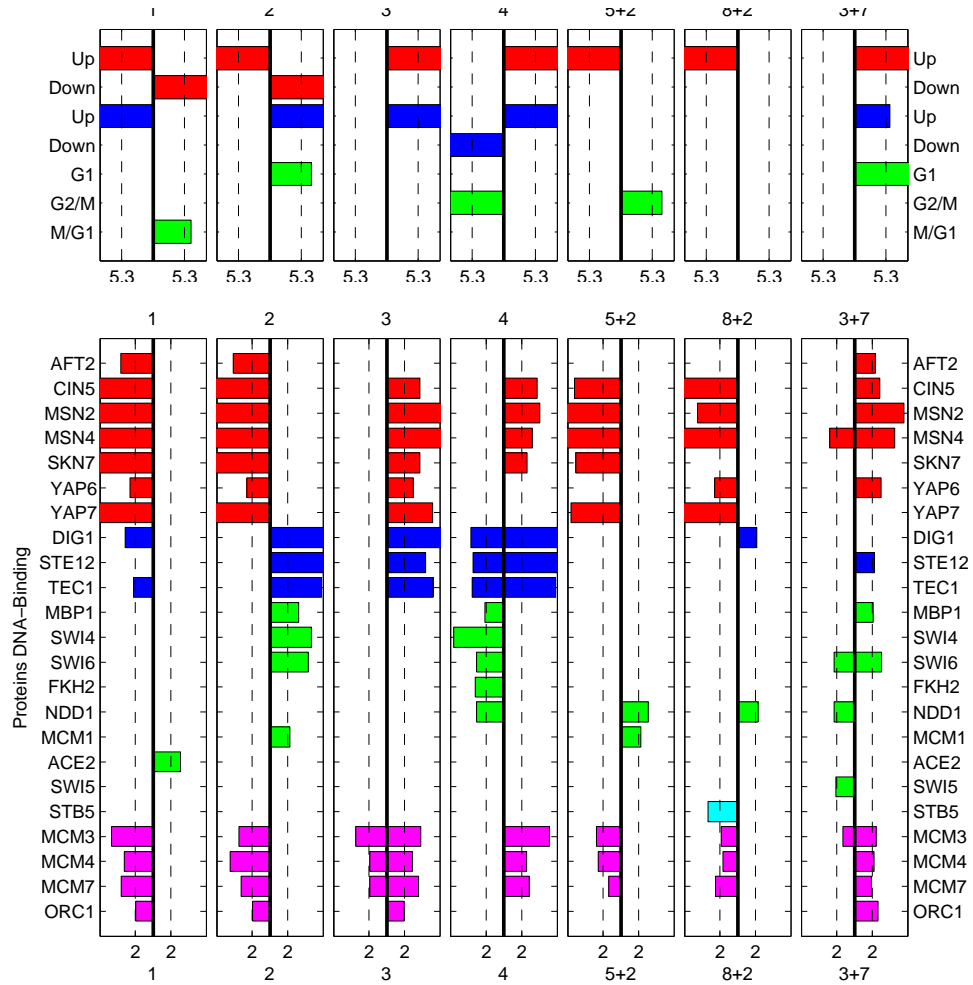 1 2 3 4 5+2 8+2 3+7
Up Up
Down Down
Up Up
Down Down
G1 G1
G2/M G2/M
M/G1 M/G1
5.3 5.3 5.3 5.3 5.3 5.3 5.3 5.3 5.3 5.3 5.3 5.3 5.3 5.3
1 2 3 4 5+2 8+2 3+7
AFT2 AFT2
CIN5 CIN5
MSN2 MSN2
MSN4 MSN4
SKN7 SKN7
YAP6 YAP6
YAP7 YAP7
DIG1 DIG1
STE12 STE12
TEC1 TEC1
MBP1 MBP1
SWI4 SWI4
SWI6 SWI6
FKH2 FKH2
NDD1 NDD1
MCM1 MCM1
ACE2 ACE2
SWI5 SWI5
STB5 STB5
MCM3 MCM3
MCM4 MCM4
MCM7 MCM7
ORC1 ORC1
Proteins DNA–Binding
2 2 2 2 2 2 2 2 2 2 2 2 2 2
1 2 3 4 5+2 8+2 3+7